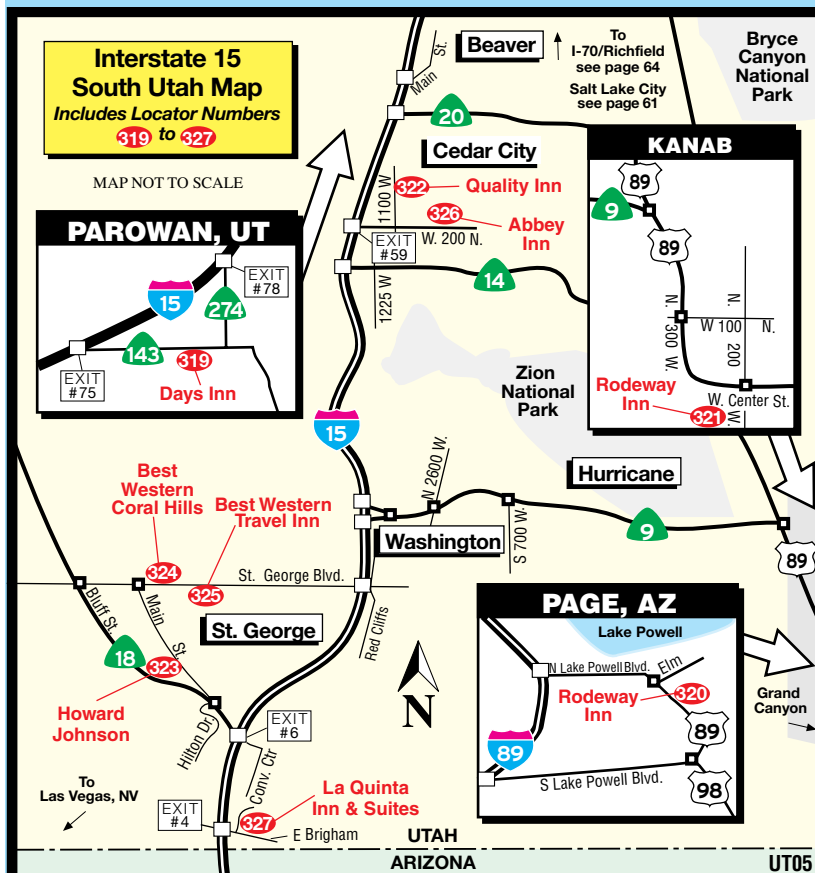 Interstate 15
South Utah Map
Includes Locator Numbers
319 to 327
MAP NOT TO SCALE
Beaver
Main St.
To
I-70/Richfield
see page 64
Salt Lake City
see page 61
Bryce
Canyon
National
Park
20
Cedar City
1100 W
322 Quality Inn
326 Abbey
Inn
W. 200 N.
EXIT
#59
1225 W
14
KANAB
89
9
89
N.
300 W.
W 100 N.
N.
200
W.
W. Center St.
Rodeway
Inn
321
PAROWAN, UT
EXIT
#78
15
274
143
319
EXIT
#75
Days Inn
Zion
National
Park
15
Hurricane
N 2600 W.
S 700 W.
9
89
Washington
Best
Western
Coral Hills
Best Western
Travel Inn
324
325
St. George Blvd.
Bluff St.
Main St.
St. George
Red Cliffs
18
323
Howard
Johnson
Hilton Dr.
N
EXIT
#6
Conv. Ctr
To
Las Vegas, NV
EXIT
#4
327
La Quinta
Inn & Suites
E Brigham
PAGE, AZ
Lake Powell
N Lake Powell Blvd.
Elm
Rodeway
Inn
320
89
89
S Lake Powell Blvd.
98
Grand
Canyon
UTAH
ARIZONA
UT05